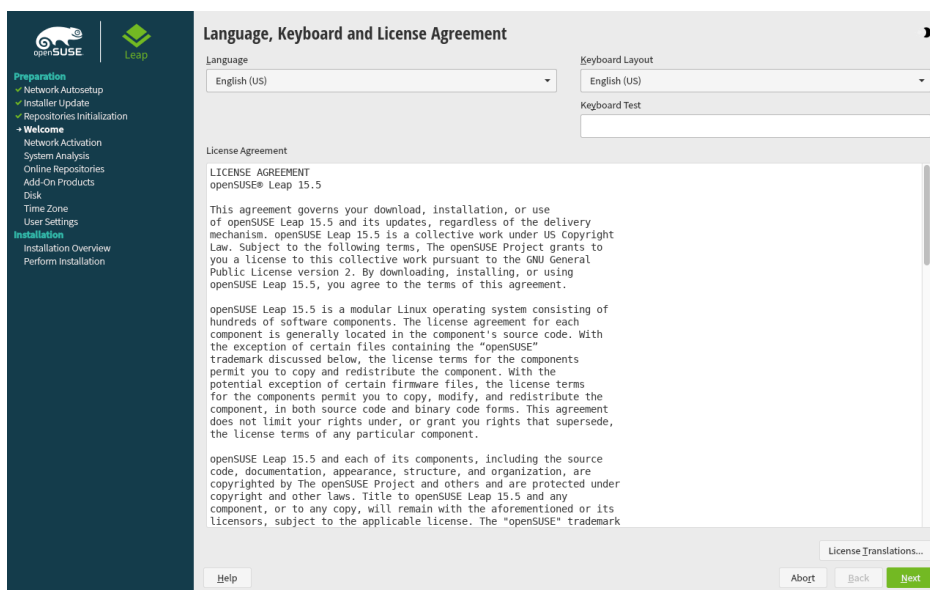 openSUSE
Leap
Preparation
Network Autosetup
Installer Update
Repositories Initialization
Welcome
Network Activation
System Analysis
Online Repositories
Add-On Products
Disk
Time Zone
User Settings
Installation
Installation Overview
Perform Installation
Language, Keyboard and License Agreement
Language
Keyboard Layout
English (US)
English (US)
Keyboard Test
License Agreement
LICENSE AGREEMENT
openSUSE® Leap 15.5
This agreement governs your download, installation, or use
of openSUSE Leap 15.5 and its updates, regardless of the delivery
mechanism. openSUSE Leap 15.5 is a collective work under US Copyright
Law. Subject to the following terms, The openSUSE Project grants to
you a license to this collective work pursuant to the GNU General
Public License version 2. By downloading, installing, or using
openSUSE Leap 15.5, you agree to the terms of this agreement.
openSUSE Leap 15.5 is a modular Linux operating system consisting of
hundreds of software components. The license agreement for each
component is generally located in the component's source code. With
the exception of certain files containing the “openSUSE”
trademark discussed below, the license terms for the components
permit you to copy and redistribute the component. With the
potential exception of certain firmware files, the license terms
for the components permit you to copy, modify, and redistribute the
component, in both source code and binary code forms. This agreement
does not limit your rights under, or grant you rights that supersede,
the license terms of any particular component.
openSUSE Leap 15.5 and each of its components, including the source
code, documentation, appearance, structure, and organization, are
copyrighted by The openSUSE Project and others and are protected under
copyright and other laws. Title to openSUSE Leap 15.5 and any
component, or to any copy, will remain with the aforementioned or its
licensors, subject to the applicable license. The "openSUSE" trademark
License Translations...
Help
Abort
Back
Next